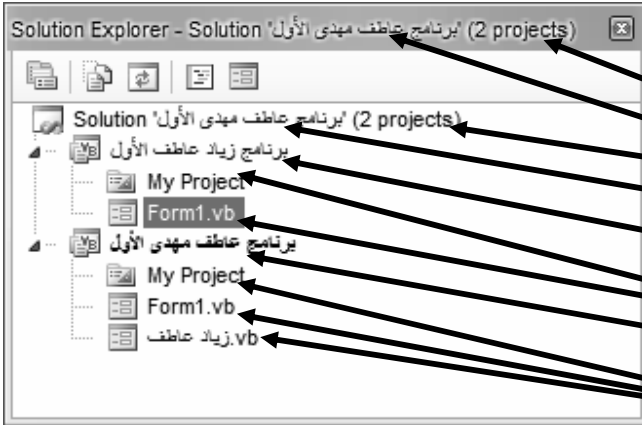 Solution Explorer - Solution 'برنامج عاطف مهدى الأول' (2 projects)
Solution 'برنامج عاطف مهدى الأول' (2 projects)
برنامج زياد عاطف الأول
My Project
Form1.vb
برنامج عاطف مهدى الأول
My Project
Form1.vb
زياد عاطف.vb